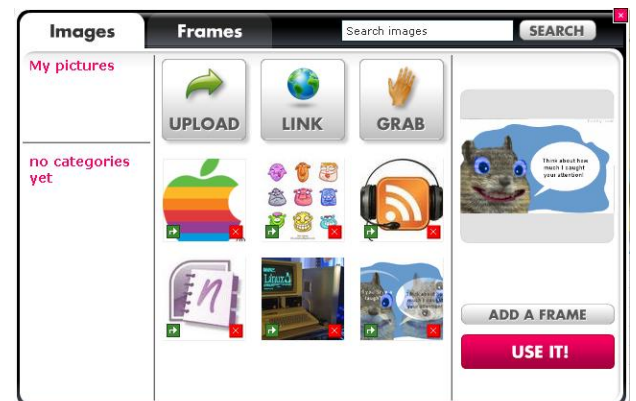 Images
Frames
Search images
SEARCH
My pictures
no categories
yet
UPLOAD
LINK
GRAB
Linux
Think about how
much I caught
your attention!
ADD A FRAME
USE IT!